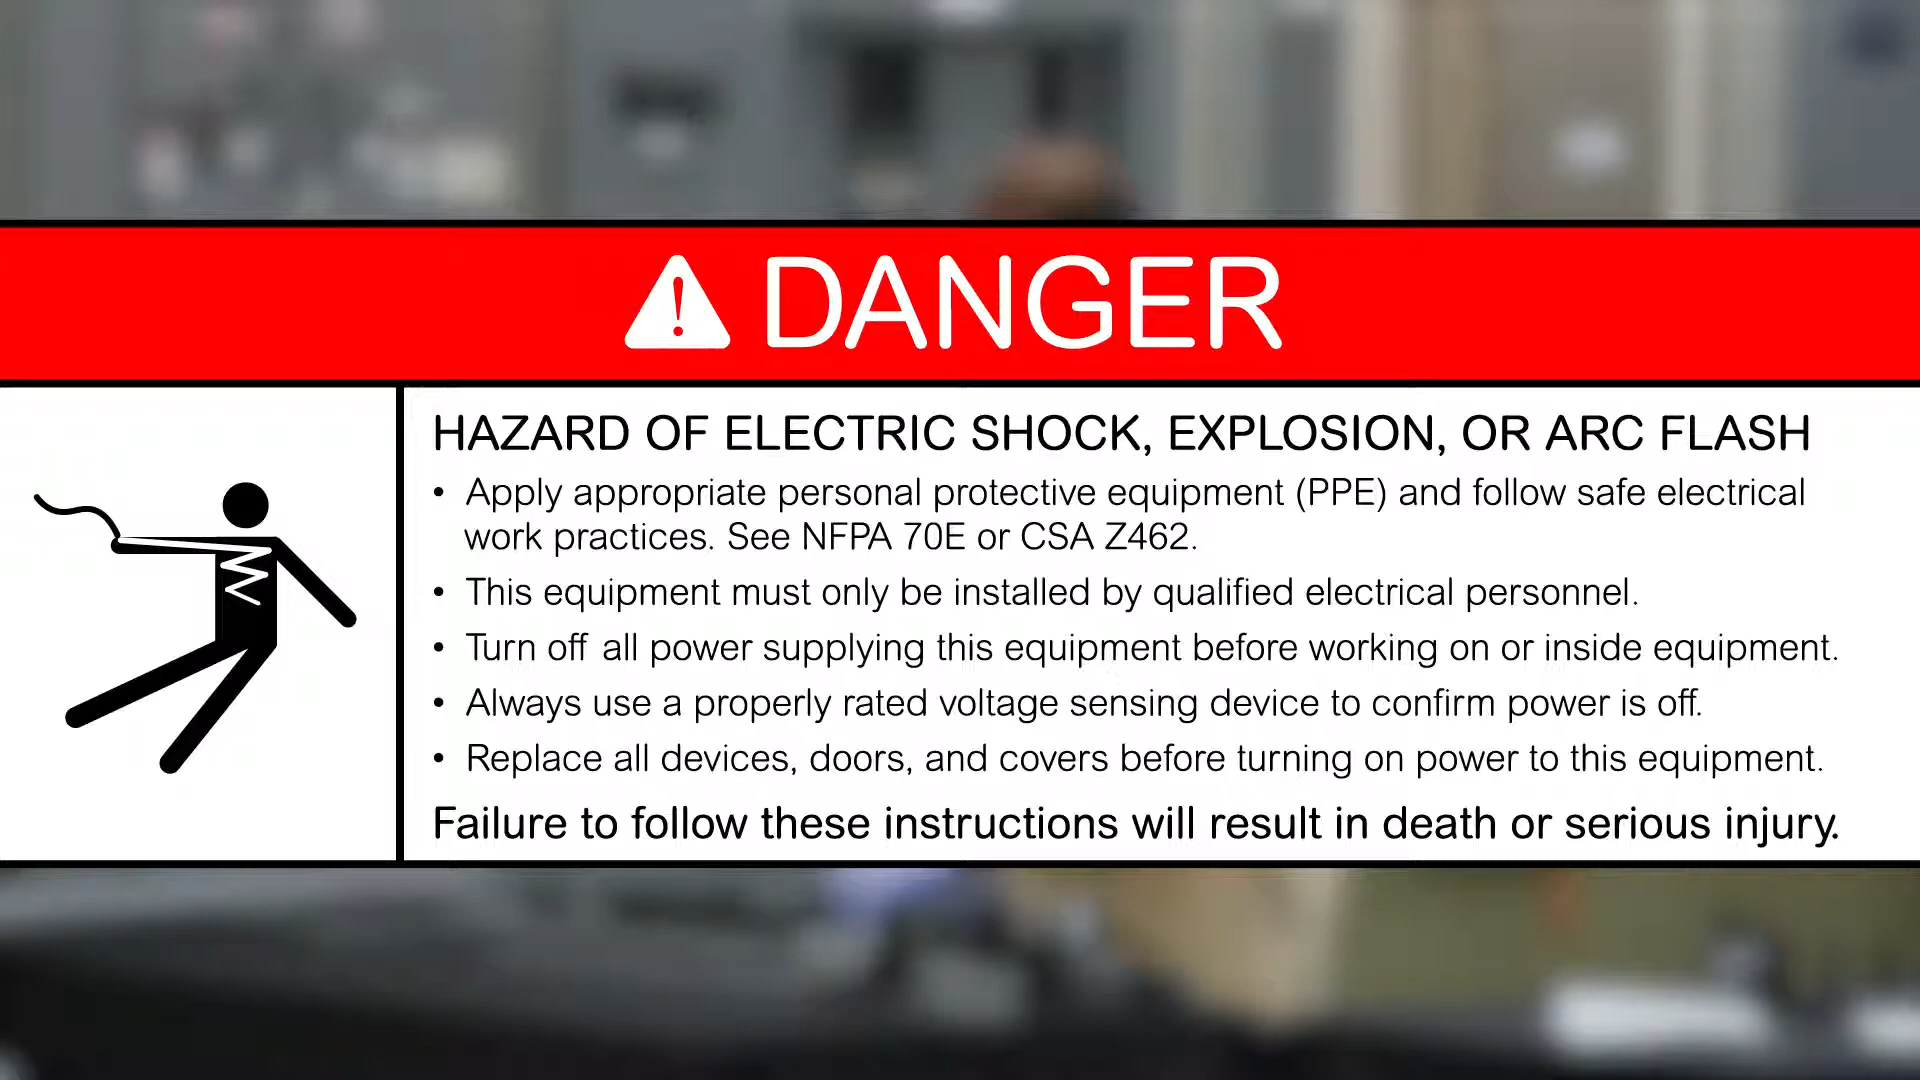 DANGER
HAZARD OF ELECTRIC SHOCK, EXPLOSION, OR ARC FLASH
• Apply appropriate personal protective equipment (PPE) and follow safe electrical
work practices. See NFPA 70E or CSA Z462.
• This equipment must only be installed by qualified electrical personnel.
• Turn off all power supplying this equipment before working on or inside equipment.
• Always use a properly rated voltage sensing device to confirm power is off.
• Replace all devices, doors, and covers before turning on power to this equipment.
Failure to follow these instructions will result in death or serious injury.